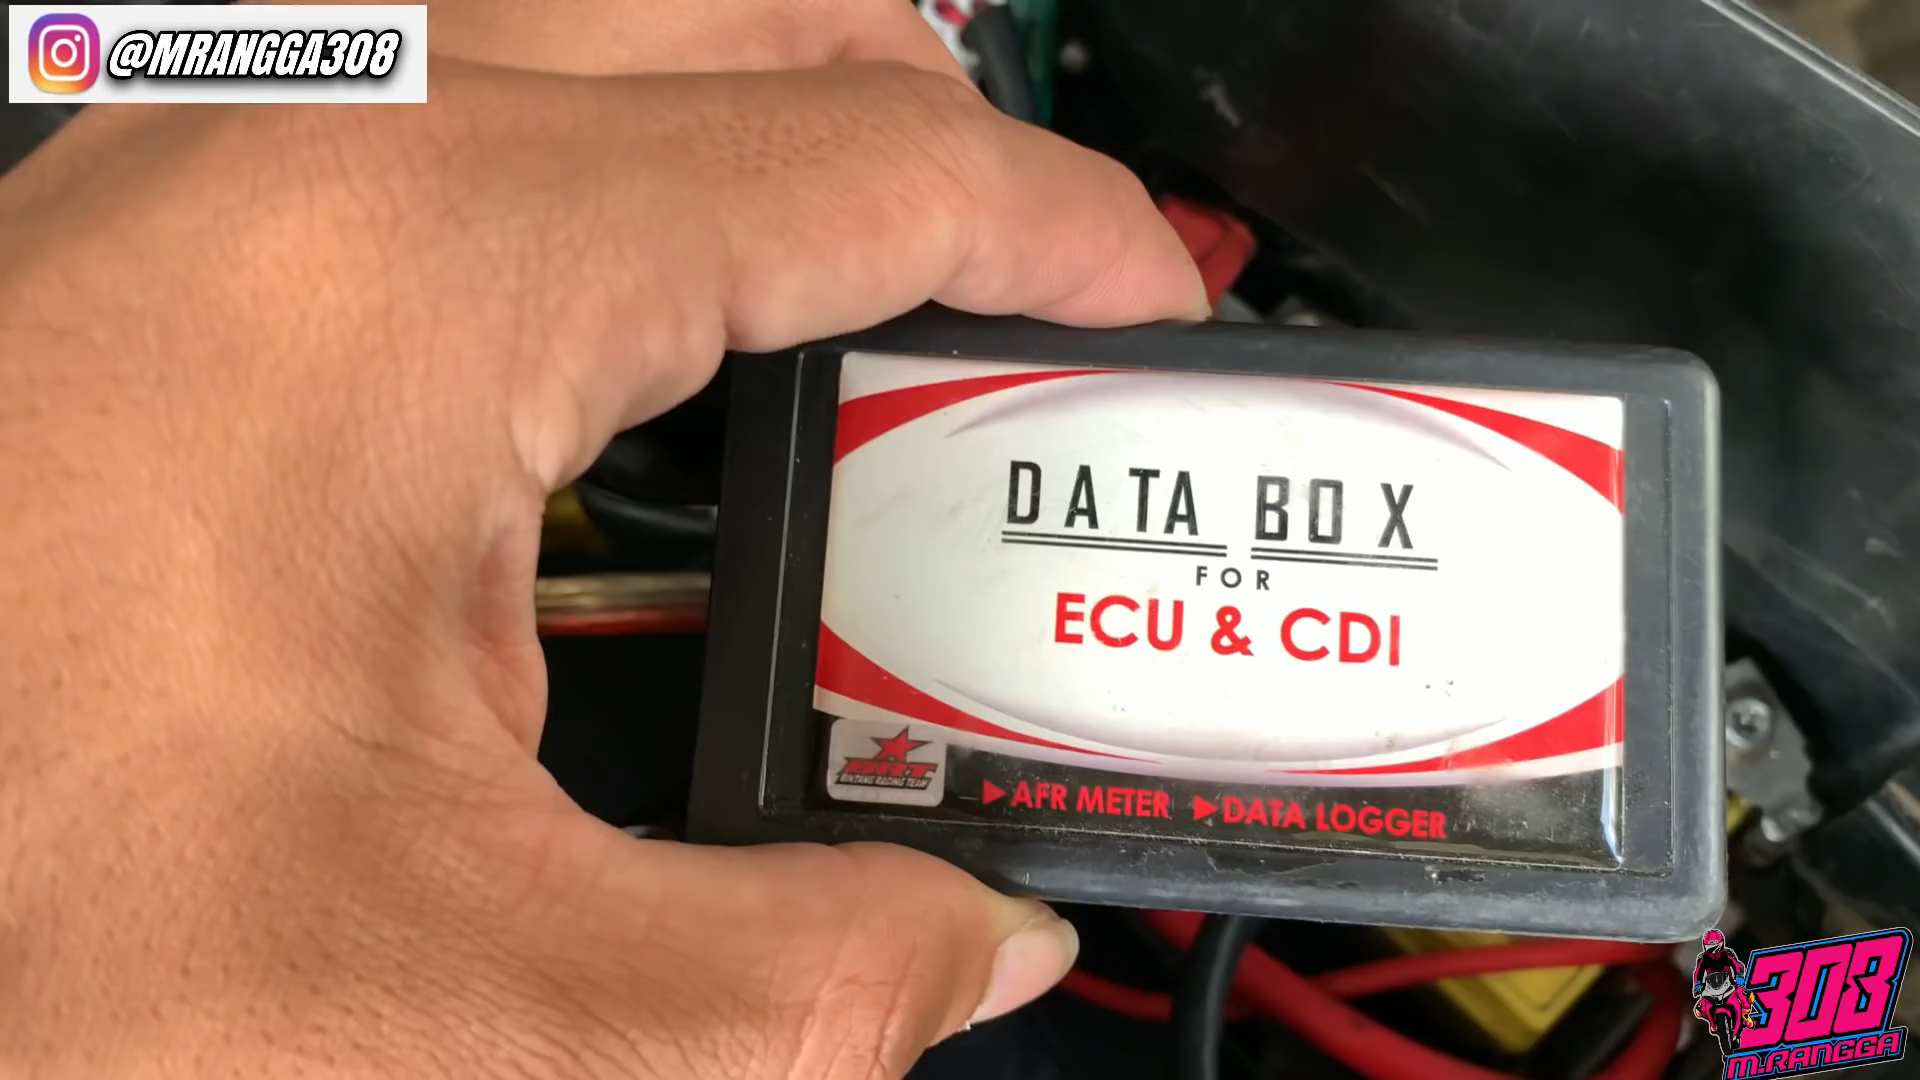 @MRANGGA308
DATA BOX
FOR
ECU & CDI
BRT
BINTANG RACING TEAM
►AFR METER ►DATA LOGGER
308
M.RANGGA